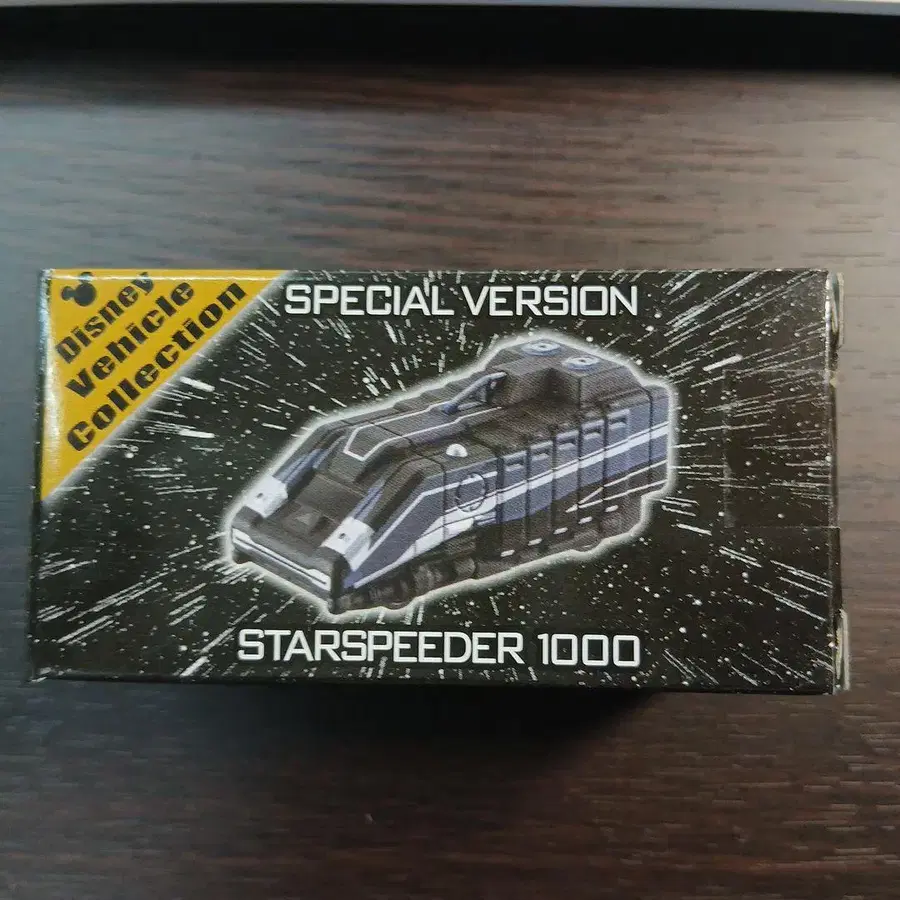 Disney
Vehicle
Collection
SPECIAL VERSION
STARSPEEDER 1000